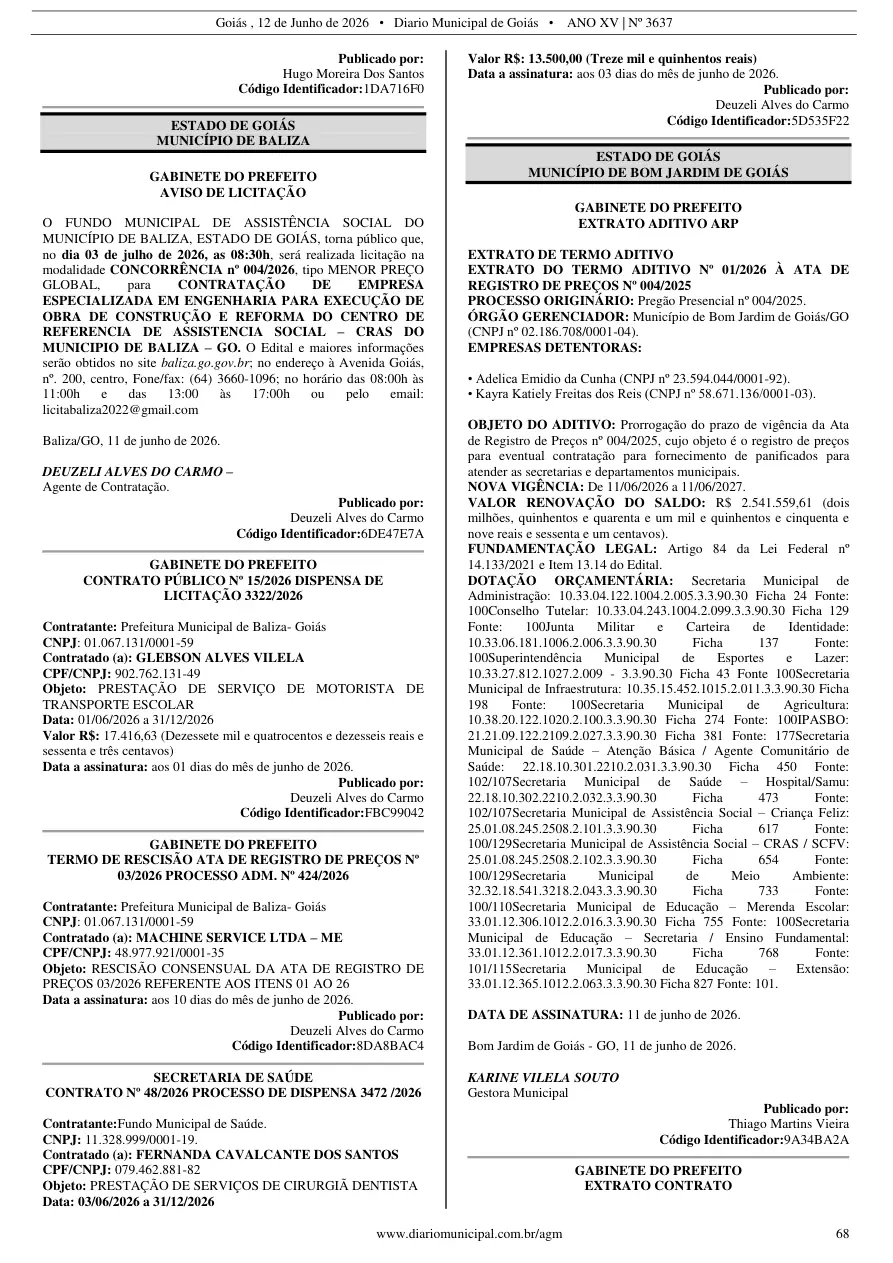 Goiás , 12 de Junho de 2026 • Diario Municipal de Goiás • ANO XV | Nº 3637
Publicado por:
Hugo Moreira Dos Santos
Código Identificador:1DA716F0
ESTADO DE GOIÁS
MUNICÍPIO DE BALIZA
GABINETE DO PREFEITO
AVISO DE LICITAÇÃO
O FUNDO MUNICIPAL DE ASSISTÊNCIA SOCIAL DO
MUNICÍPIO DE BALIZA, ESTADO DE GOIÁS, torna público que,
no dia 03 de julho de 2026, as 08:30h, será realizada licitação na
modalidade CONCORRÊNCIA nº 004/2026, tipo MENOR PREÇO
GLOBAL, para CONTRATAÇÃO DE EMPRESA
ESPECIALIZADA EM ENGENHARIA PARA EXECUÇÃO DE
OBRA DE CONSTRUÇÃO E REFORMA DO CENTRO DE
REFERENCIA DE ASSISTENCIA SOCIAL – CRAS DO
MUNICIPIO DE BALIZA – GO. O Edital e maiores informações
serão obtidos no site baliza.go.gov.br; no endereço à Avenida Goiás,
nº. 200, centro, Fone/fax: (64) 3660-1096; no horário das 08:00h às
11:00h e das 13:00 às 17:00h ou pelo email:
licitabaliza2022@gmail.com
Baliza/GO, 11 de junho de 2026.
DEUZELI ALVES DO CARMO –
Agente de Contratação.
Publicado por:
Deuzeli Alves do Carmo
Código Identificador:6DE47E7A
GABINETE DO PREFEITO
CONTRATO PÚBLICO Nº 15/2026 DISPENSA DE
LICITAÇÃO 3322/2026
Contratante: Prefeitura Municipal de Baliza- Goiás
CNPJ: 01.067.131/0001-59
Contratado (a): GLEBSON ALVES VILELA
CPF/CNPJ: 902.762.131-49
Objeto: PRESTAÇÃO DE SERVIÇO DE MOTORISTA DE
TRANSPORTE ESCOLAR
Data: 01/06/2026 a 31/12/2026
Valor R$: 17.416,63 (Dezessete mil e quatrocentos e dezesseis reais e
sessenta e três centavos)
Data a assinatura: aos 01 dias do mês de junho de 2026.
Publicado por:
Deuzeli Alves do Carmo
Código Identificador:FBC99042
GABINETE DO PREFEITO
TERMO DE RESCISÃO ATA DE REGISTRO DE PREÇOS Nº
03/2026 PROCESSO ADM. Nº 424/2026
Contratante: Prefeitura Municipal de Baliza- Goiás
CNPJ: 01.067.131/0001-59
Contratado (a): MACHINE SERVICE LTDA – ME
CPF/CNPJ: 48.977.921/0001-35
Objeto: RESCISÃO CONSENSUAL DA ATA DE REGISTRO DE
PREÇOS 03/2026 REFERENTE AOS ITENS 01 AO 26
Data a assinatura: aos 10 dias do mês de junho de 2026.
Publicado por:
Deuzeli Alves do Carmo
Código Identificador:8DA8BAC4
SECRETARIA DE SAÚDE
CONTRATO Nº 48/2026 PROCESSO DE DISPENSA 3472 /2026
Contratante:Fundo Municipal de Saúde.
CNPJ: 11.328.999/0001-19.
Contratado (a): FERNANDA CAVALCANTE DOS SANTOS
CPF/CNPJ: 079.462.881-82
Objeto: PRESTAÇÃO DE SERVIÇOS DE CIRURGIÃ DENTISTA
Data: 03/06/2026 a 31/12/2026
Valor R$: 13.500,00 (Treze mil e quinhentos reais)
Data a assinatura: aos 03 dias do mês de junho de 2026.
Publicado por:
Deuzeli Alves do Carmo
Código Identificador:5D535F22
ESTADO DE GOIÁS
MUNICÍPIO DE BOM JARDIM DE GOIÁS
GABINETE DO PREFEITO
EXTRATO ADITIVO ARP
EXTRATO DE TERMO ADITIVO
EXTRATO DO TERMO ADITIVO Nº 01/2026 À ATA DE
REGISTRO DE PREÇOS Nº 004/2025
PROCESSO ORIGINÁRIO: Pregão Presencial nº 004/2025.
ÓRGÃO GERENCIADOR: Município de Bom Jardim de Goiás/GO
(CNPJ nº 02.186.708/0001-04).
EMPRESAS DETENTORAS:
• Adelica Emidio da Cunha (CNPJ nº 23.594.044/0001-92).
• Kayra Katiely Freitas dos Reis (CNPJ nº 58.671.136/0001-03).
OBJETO DO ADITIVO: Prorrogação do prazo de vigência da Ata
de Registro de Preços nº 004/2025, cujo objeto é o registro de preços
para eventual contratação para fornecimento de panificados para
atender as secretarias e departamentos municipais.
NOVA VIGÊNCIA: De 11/06/2026 a 11/06/2027.
VALOR RENOVAÇÃO DO SALDO: R$ 2.541.559,61 (dois
milhões, quinhentos e quarenta e um mil e quinhentos e cinquenta e
nove reais e sessenta e um centavos).
FUNDAMENTAÇÃO LEGAL: Artigo 84 da Lei Federal nº
14.133/2021 e Item 13.14 do Edital.
DOTAÇÃO ORÇAMENTÁRIA: Secretaria Municipal de
Administração: 10.33.04.122.1004.2.005.3.3.90.30 Ficha 24 Fonte:
100Conselho Tutelar: 10.33.04.243.1004.2.099.3.3.90.30 Ficha 129
Fonte: 100Junta Militar e Carteira de Identidade:
10.33.06.181.1006.2.006.3.3.90.30 Ficha 137 Fonte:
100Superintendência Municipal de Esportes e Lazer:
10.33.27.812.1027.2.009 - 3.3.90.30 Ficha 43 Fonte 100Secretaria
Municipal de Infraestrutura: 10.35.15.452.1015.2.011.3.3.90.30 Ficha
198 Fonte: 100Secretaria Municipal de Agricultura:
10.38.20.122.1020.2.100.3.3.90.30 Ficha 274 Fonte: 100IPASBO:
21.21.09.122.2109.2.027.3.3.90.30 Ficha 381 Fonte: 177Secretaria
Municipal de Saúde – Atenção Básica / Agente Comunitário de
Saúde: 22.18.10.301.2210.2.031.3.3.90.30 Ficha 450 Fonte:
102/107Secretaria Municipal de Saúde – Hospital/Samu:
22.18.10.302.2210.2.032.3.3.90.30 Ficha 473 Fonte:
102/107Secretaria Municipal de Assistência Social – Criança Feliz:
25.01.08.245.2508.2.101.3.3.90.30 Ficha 617 Fonte:
100/129Secretaria Municipal de Assistência Social – CRAS / SCFV:
25.01.08.245.2508.2.102.3.3.90.30 Ficha 654 Fonte:
100/129Secretaria Municipal de Meio Ambiente:
32.32.18.541.3218.2.043.3.3.90.30 Ficha 733 Fonte:
100/110Secretaria Municipal de Educação – Merenda Escolar:
33.01.12.306.1012.2.016.3.3.90.30 Ficha 755 Fonte: 100Secretaria
Municipal de Educação – Secretaria / Ensino Fundamental:
33.01.12.361.1012.2.017.3.3.90.30 Ficha 768 Fonte:
101/115Secretaria Municipal de Educação – Extensão:
33.01.12.365.1012.2.063.3.3.90.30 Ficha 827 Fonte: 101.
DATA DE ASSINATURA: 11 de junho de 2026.
Bom Jardim de Goiás - GO, 11 de junho de 2026.
KARINE VILELA SOUTO
Gestora Municipal
Publicado por:
Thiago Martins Vieira
Código Identificador:9A34BA2A
GABINETE DO PREFEITO
EXTRATO CONTRATO
www.diariomunicipal.com.br/agm
68